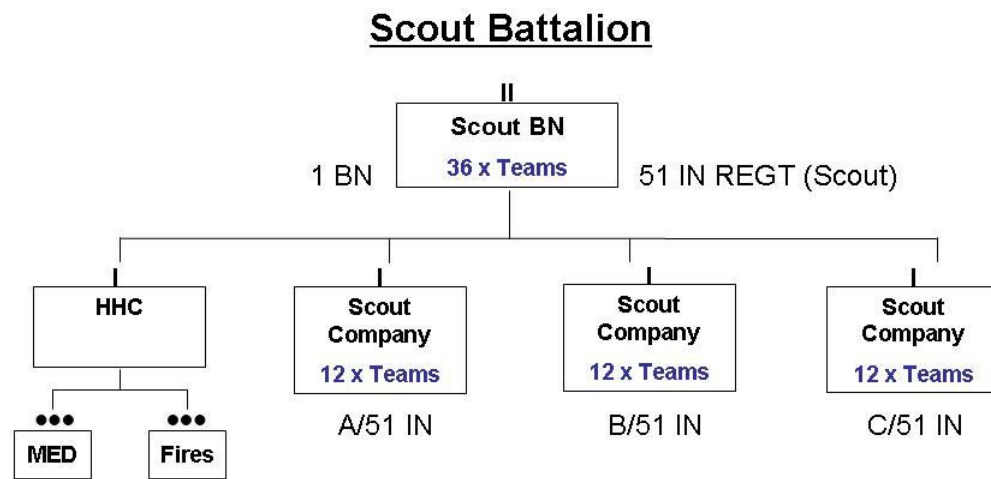 Scout Battalion
II
Scout BN
36 x Teams
1 BN
51 IN REGT (Scout)
I
HHC
I
Scout
Company
12 x Teams
I
Scout
Company
12 x Teams
I
Scout
Company
12 x Teams
●●●
MED
●●●
Fires
A/51 IN
B/51 IN
C/51 IN